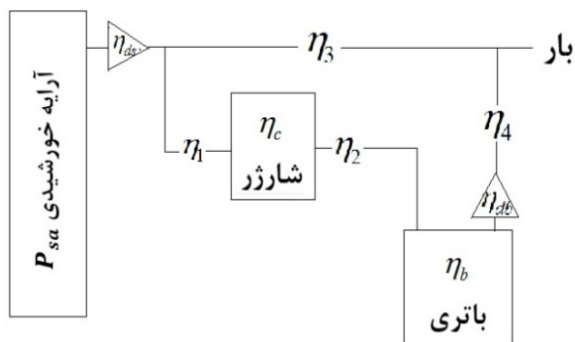 آرایه خورشیدی P_sa
η_ds
η_3
بار
η_1
η_c
شارژر
η_2
η_4
η_db
η_b
باتری